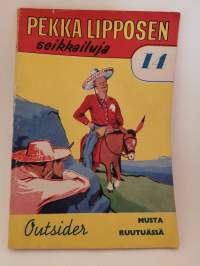 PEKKA LIPPOSEN
seikkailuja
14
Outsider
MUSTA
RUUTUÄSSÄ